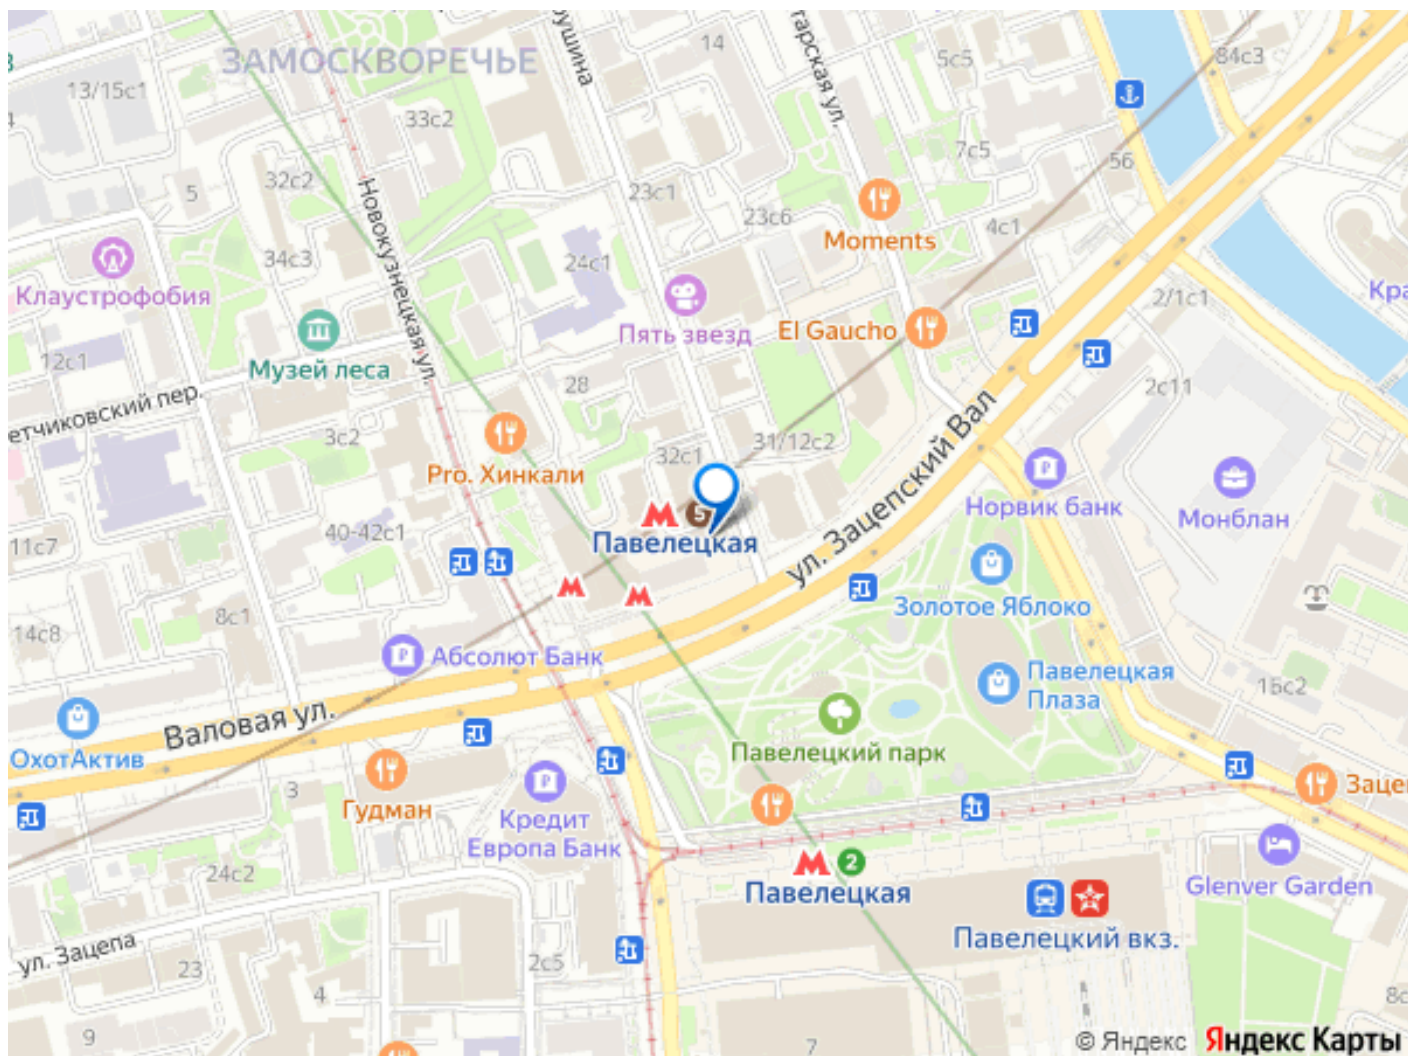 ЗАМОСКВОРЕЧЬЕ
14
5с5
84с3
13/15с1
33с2
7с5
56
5
32с2
23с1
23с6
4с1
Moments
34с3
24с1
Новокузнецкая ул.
Клаустрофобия
2/1с1
Пять звезд
El Gaucho
12с1
Музей леса
28
2с11
3с2
31/12с2
32с1
Pro. Хинкали
ул. Зацепский Вал
Норвик банк
Монблан
5
Павелецкая
40-42с1
11с7
Золотое Яблоко
8с1
14с8
Абсолют Банк
Павелецкая
Плаза
15с2
Валовая ул.
ОхотАктив
Павелецкий парк
3
Гудман
Кредит
Европа Банк
24с2
2
Павелецкая
Glenver Garden
Павелецкий вкз.
ул. Зацепа
23
2с5
4
9
7
© Яндекс Яндекс Карты